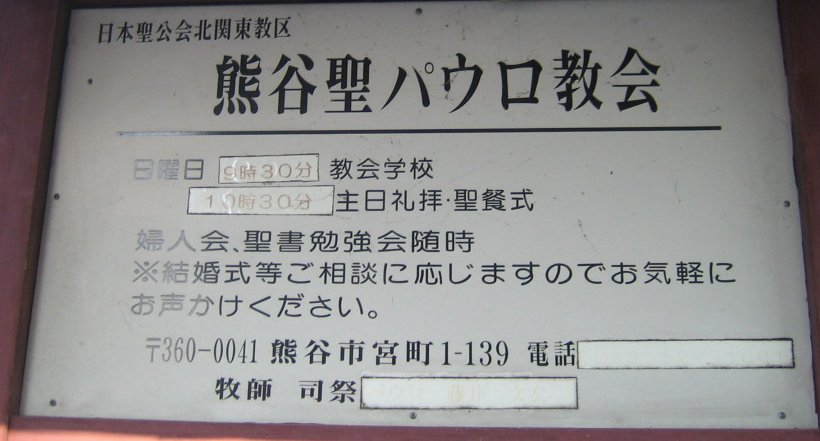 日本聖公会北関東教区
熊谷聖パウロ教会
日曜日 9時30分 教会学校
10時30分 主日礼拝・聖餐式
婦人会、聖書勉強会随時
※結婚式等ご相談に応じますのでお気軽に
お声かけください。
〒360-0041 熊谷市宮町1-139 電話
牧師 司祭